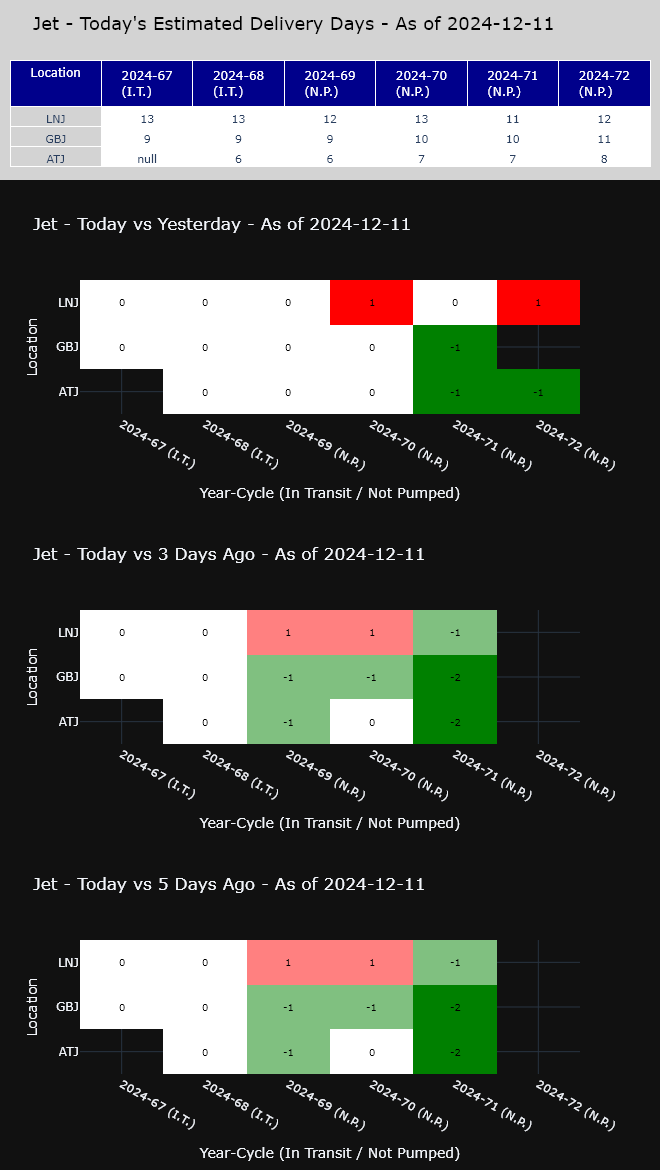 Jet - Today's Estimated Delivery Days - As of 2024-12-11
Location 2024-67 (I.T.) 2024-68 (I.T.) 2024-69 (N.P.) 2024-70 (N.P.) 2024-71 (N.P.) 2024-72 (N.P.)
LNJ 13 13 12 13 11 12
GBJ 9 9 9 10 10 11
ATJ null 6 6 7 7 8
Jet - Today vs Yesterday - As of 2024-12-11
Location
LNJ 0 0 0 1 0 1
GBJ 0 0 0 0 -1
ATJ 0 0 0 -1 -1
2024-67 (I.T.) 2024-68 (I.T.) 2024-69 (N.P.) 2024-70 (N.P.) 2024-71 (N.P.) 2024-72 (N.P.)
Year-Cycle (In Transit / Not Pumped)
Jet - Today vs 3 Days Ago - As of 2024-12-11
Location
LNJ 0 0 1 1 -1
GBJ 0 0 -1 -1 -2
ATJ 0 -1 0 -2
2024-67 (I.T.) 2024-68 (I.T.) 2024-69 (N.P.) 2024-70 (N.P.) 2024-71 (N.P.) 2024-72 (N.P.)
Year-Cycle (In Transit / Not Pumped)
Jet - Today vs 5 Days Ago - As of 2024-12-11
Location
LNJ 0 0 1 1 -1
GBJ 0 0 -1 -1 -2
ATJ 0 -1 0 -2
2024-67 (I.T.) 2024-68 (I.T.) 2024-69 (N.P.) 2024-70 (N.P.) 2024-71 (N.P.) 2024-72 (N.P.)
Year-Cycle (In Transit / Not Pumped)